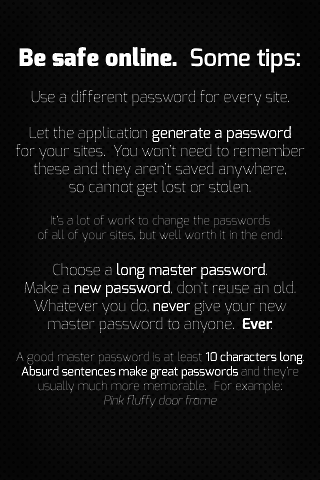 Be safe online. Some tips:
Use a different password for every site.
Let the application generate a password
for your sites. You won't need to remember
these and they aren't saved anywhere,
so cannot get lost or stolen.
It's a lot of work to change the passwords
of all of your sites, but well worth it in the end!
Choose a long master password.
Make a new password, don't reuse an old.
Whatever you do, never give your new
master password to anyone. Ever.
A good master password is at least 10 characters long.
Absurd sentences make great passwords and they're
usually much more memorable. For example:
Pink fluffy door frame